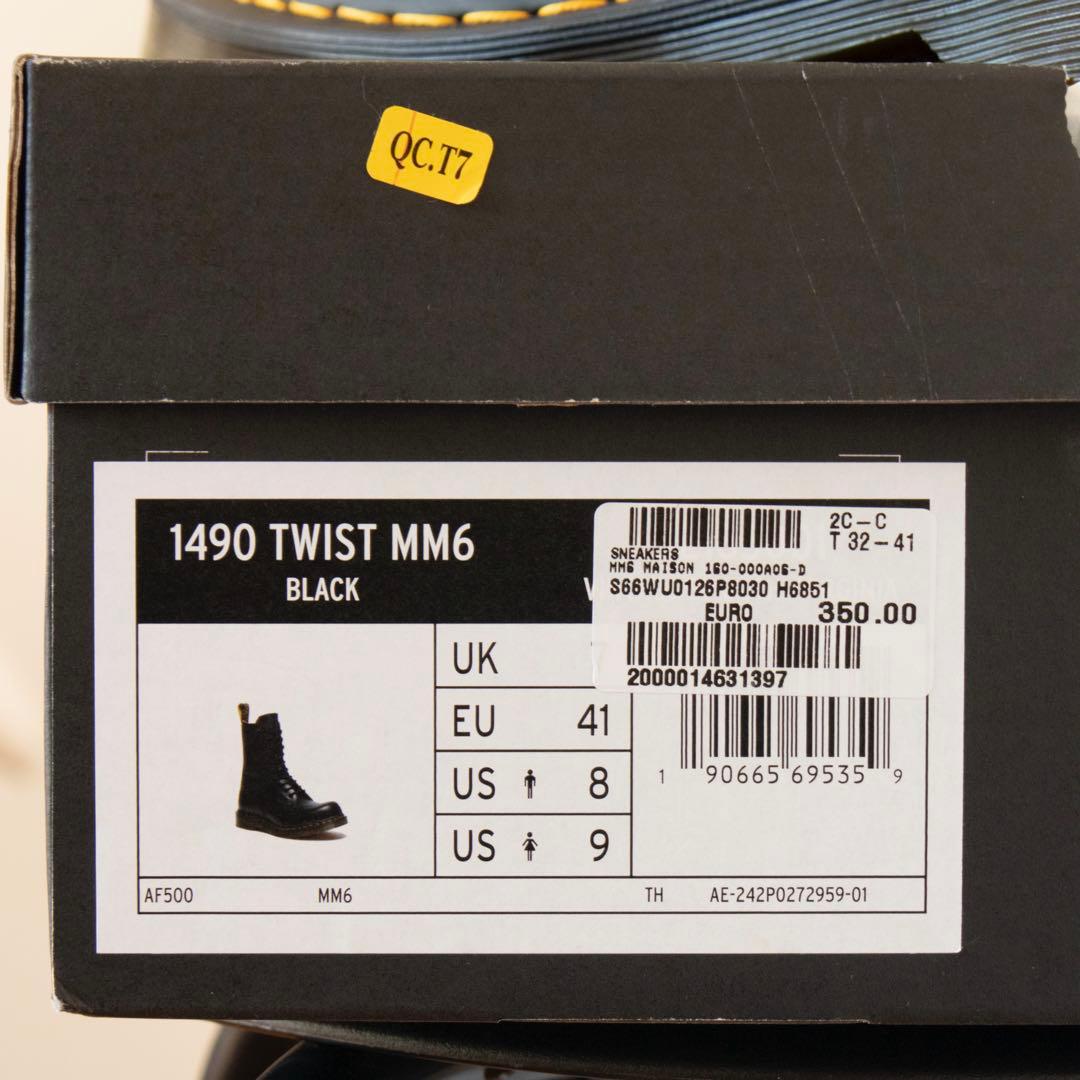 QC.T7
1490 TWIST MM6
BLACK
2C-C
T 32-41
SNEAKERS
MM6 MAISON 160-000A06-D
S66WU0126P8030 H6851
EURO 350.00
2000014631397
UK
EU 41
US 8
US 9
1 90665 69535 9
AF500 MM6 TH AE-242P0272959-01